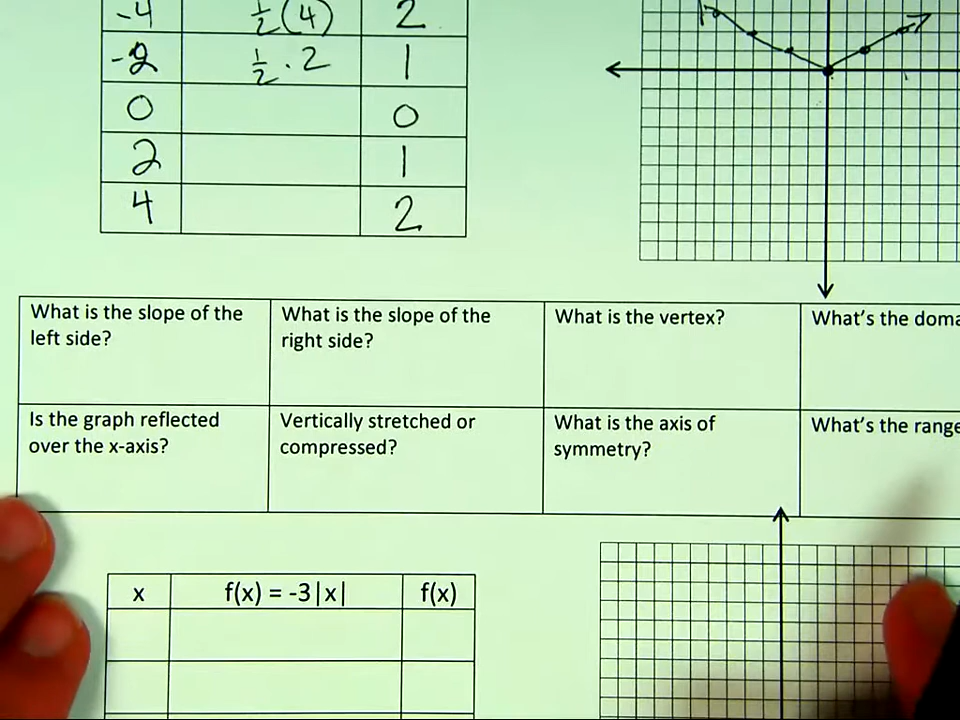 -4 ½(4) 2
-2 ½ · 2 1
0 0
2 1
4 2
What is the slope of the
left side?
What is the slope of the
right side?
What is the vertex?
What's the doma
Is the graph reflected
over the x-axis?
Vertically stretched or
compressed?
What is the axis of
symmetry?
What's the range
x f(x) = -3|x| f(x)